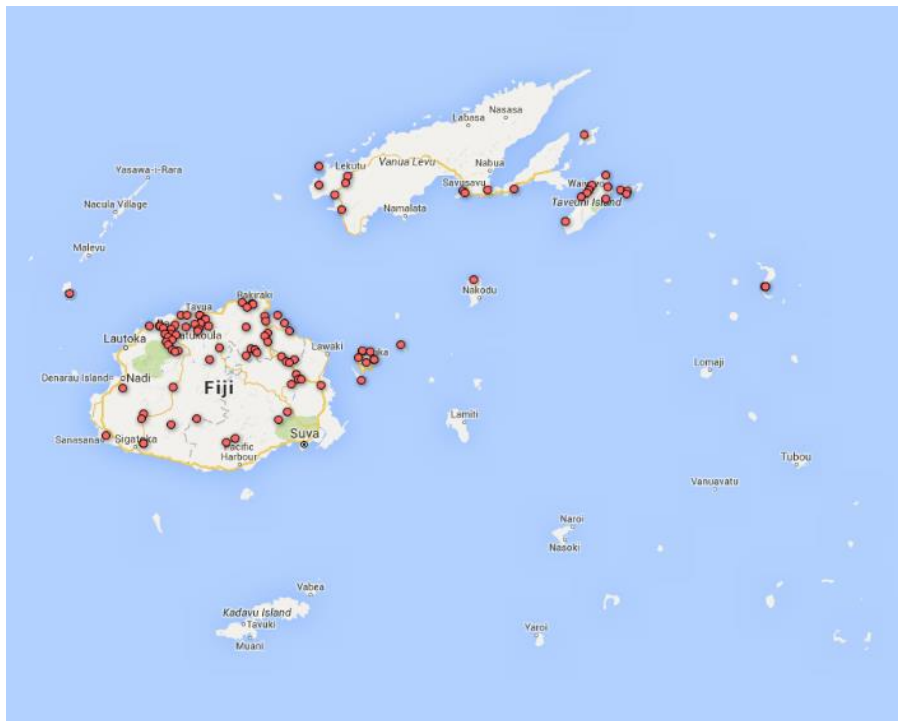 Nasasa
Labasa
Lekutu
Vanua Levu
Nabua
Yasawa-i-Rara
Savusavu
Nacula Village
Namalata
Taveuni Island
Malevu
Nakodu
Tavua
Lautoka
Lawaki
Lomaji
Denarau Island
Nadi
Fiji
Lamiti
Suva
Sanasana
Sigatoka
Pacific
Harbour
Tubou
Vanuavatu
Naroi
Nasoki
Vabea
Kadavu Island
Tavuki
Muani
Yaroi